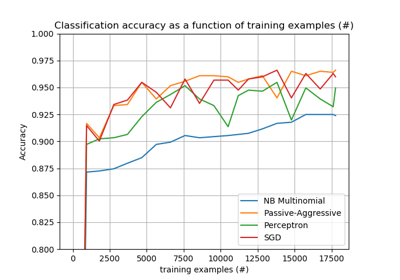 Classification accuracy as a function of training examples (#)
1.000
0.975
0.950
0.925
0.900
0.875
0.850
0.825
0.800
Accuracy
NB Multinomial
Passive-Aggressive
Perceptron
SGD
0 2500 5000 7500 10000 12500 15000 17500
training examples (#)